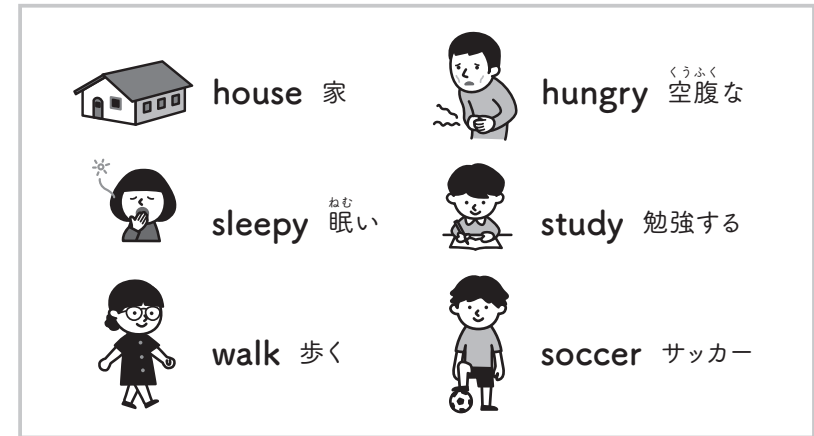 house 家
hungry 空腹な
くうふく
sleepy 眠い
ねむ
study 勉強する
walk 歩く
soccer サッカー